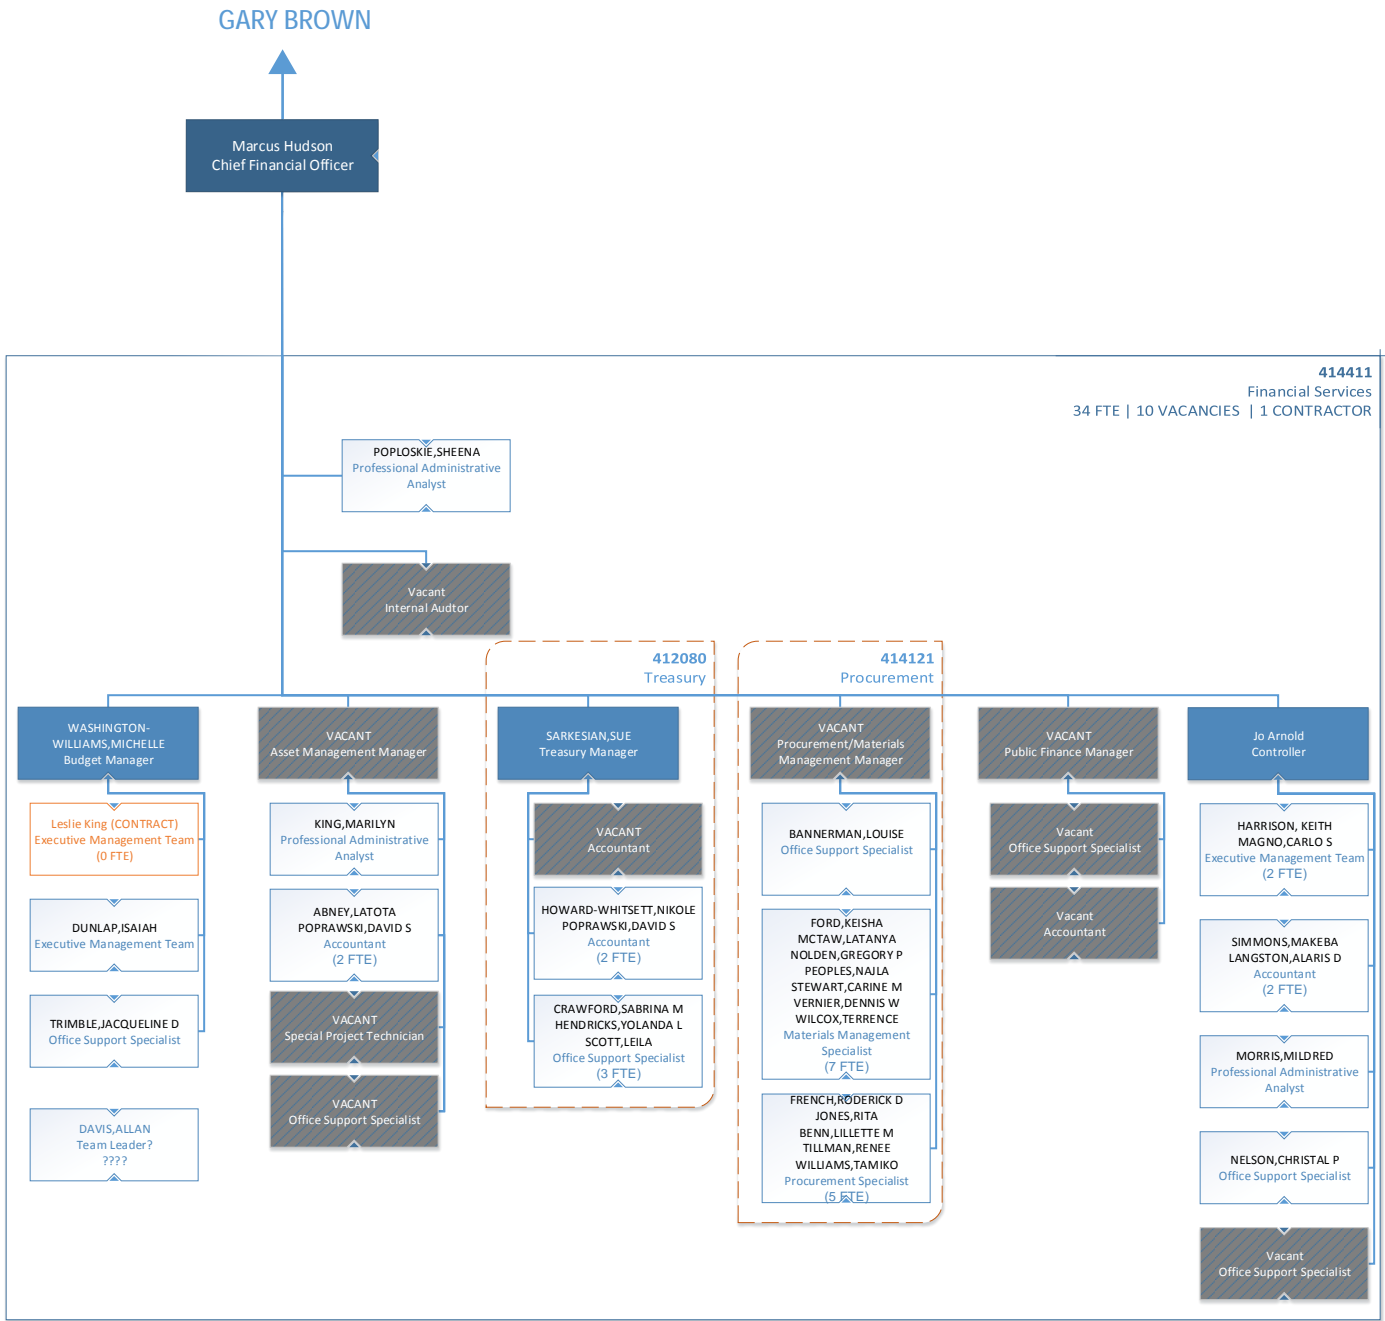 GARY BROWN
Marcus Hudson
Chief Financial Officer
414411
Financial Services
34 FTE | 10 VACANCIES | 1 CONTRACTOR
POPLOSKIE,SHEENA
Professional Administrative
Analyst
Vacant
Internal Audtor
412080
Treasury
414121
Procurement
WASHINGTON-
WILLIAMS,MICHELLE
Budget Manager
Leslie King (CONTRACT)
Executive Management Team
(0 FTE)
DUNLAP,ISAIAH
Executive Management Team
TRIMBLE,JACQUELINE D
Office Support Specialist
DAVIS,ALLAN
Team Leader?
????
VACANT
Asset Management Manager
KING,MARILYN
Professional Administrative
Analyst
ABNEY,LATOTA
POPRAWSKI,DAVID S
Accountant
(2 FTE)
VACANT
Special Project Technician
VACANT
Office Support Specialist
SARKESIAN,SUE
Treasury Manager
VACANT
Accountant
HOWARD-WHITSETT,NIKOLE
POPRAWSKI,DAVID S
Accountant
(2 FTE)
CRAWFORD,SABRINA M
HENDRICKS,YOLANDA L
SCOTT,LEILA
Office Support Specialist
(3 FTE)
VACANT
Procurement/Materials
Management Manager
BANNERMAN,LOUISE
Office Support Specialist
FORD,KEISHA
MCTAW,LATANYA
NOLDEN,GREGORY P
PEOPLES,NAILA
STEWART,CARINE M
VERNIER,DENNIS W
WILCOX,TERRENCE
Materials Management
Specialist
(7 FTE)
FRENCH,RODERICK D
JONES,RITA
BENN,LILLETTE M
TILLMAN,RENEE
WILLIAMS,TAMIKO
Procurement Specialist
(5 FTE)
VACANT
Public Finance Manager
Vacant
Office Support Specialist
Vacant
Accountant
Jo Arnold
Controller
HARRISON, KEITH
MAGNO,CARLO S
Executive Management Team
(2 FTE)
SIMMONS,MAKEBA
LANGSTON,ALARIS D
Accountant
(2 FTE)
MORRIS,MILDRED
Professional Administrative
Analyst
NELSON,CHRISTAL P
Office Support Specialist
Vacant
Office Support Specialist